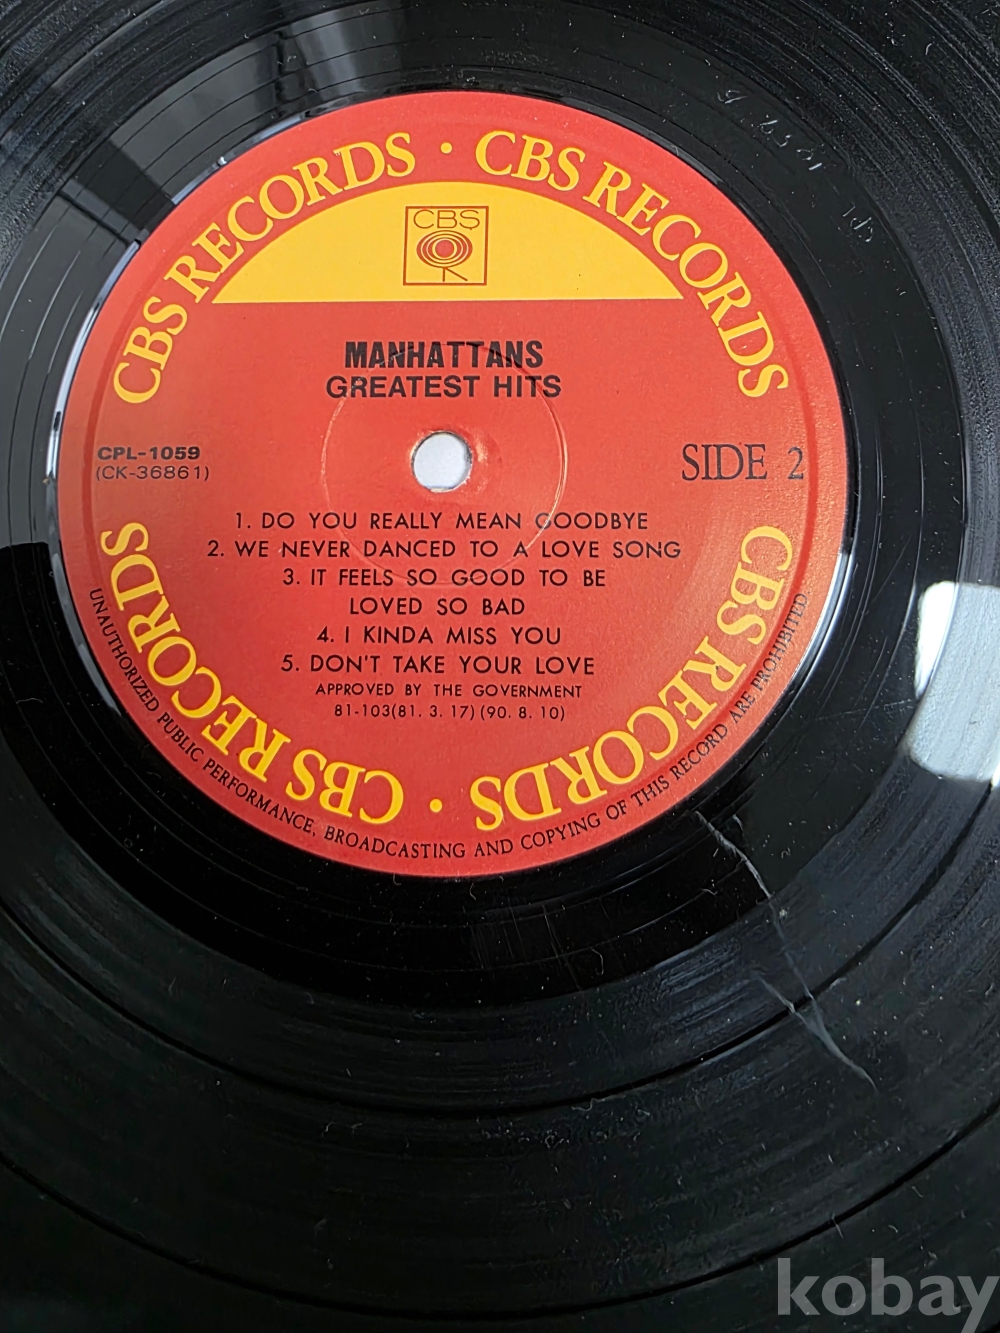 CBS RECORDS · CBS RECORDS
CBS
MANHATTANS
GREATEST HITS
CPL-1059
(CK-36861)
SIDE 2
1. DO YOU REALLY MEAN GOODBYE
2. WE NEVER DANCED TO A LOVE SONG
3. IT FEELS SO GOOD TO BE
LOVED SO BAD
4. I KINDA MISS YOU
5. DON'T TAKE YOUR LOVE
APPROVED BY THE GOVERNMENT
81-103(81. 3. 17)(90. 8. 10)
CBS RECORDS · CBS RECORDS
UNAUTHORIZED PUBLIC PERFORMANCE, BROADCASTING AND COPYING OF THIS RECORD ARE PROHIBITED.
kobay